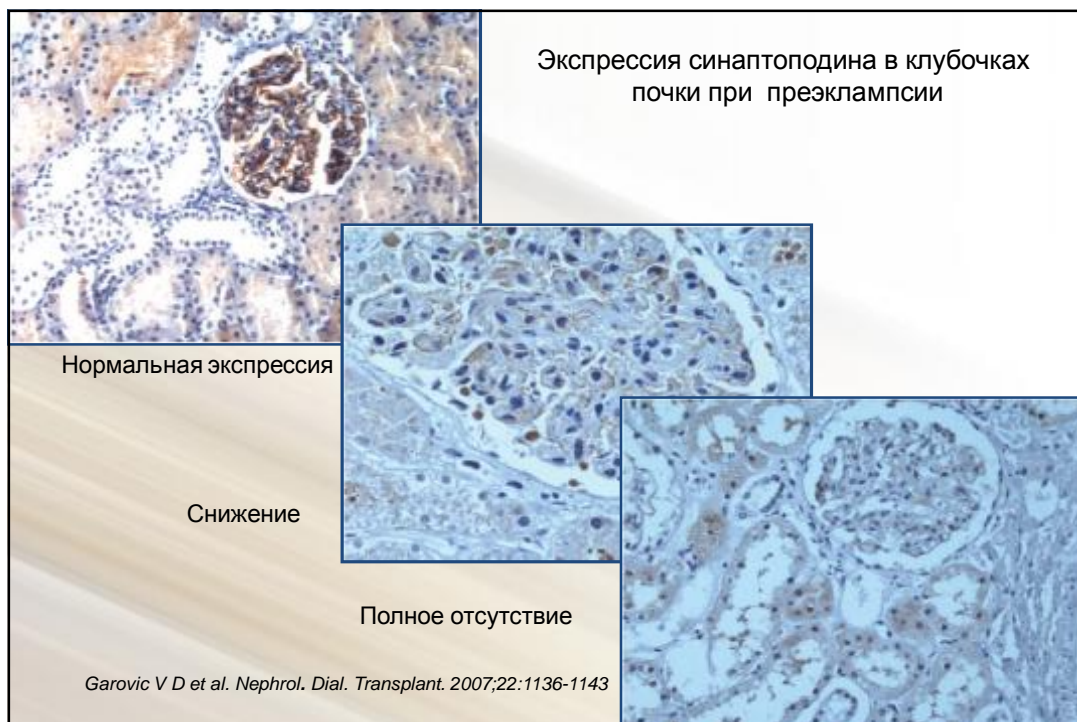 Экспрессия синаптоподина в клубочках
почки при преэклампсии
Нормальная экспрессия
Снижение
Полное отсутствие
Garovic V D et al. Nephrol. Dial. Transplant. 2007;22:1136-1143